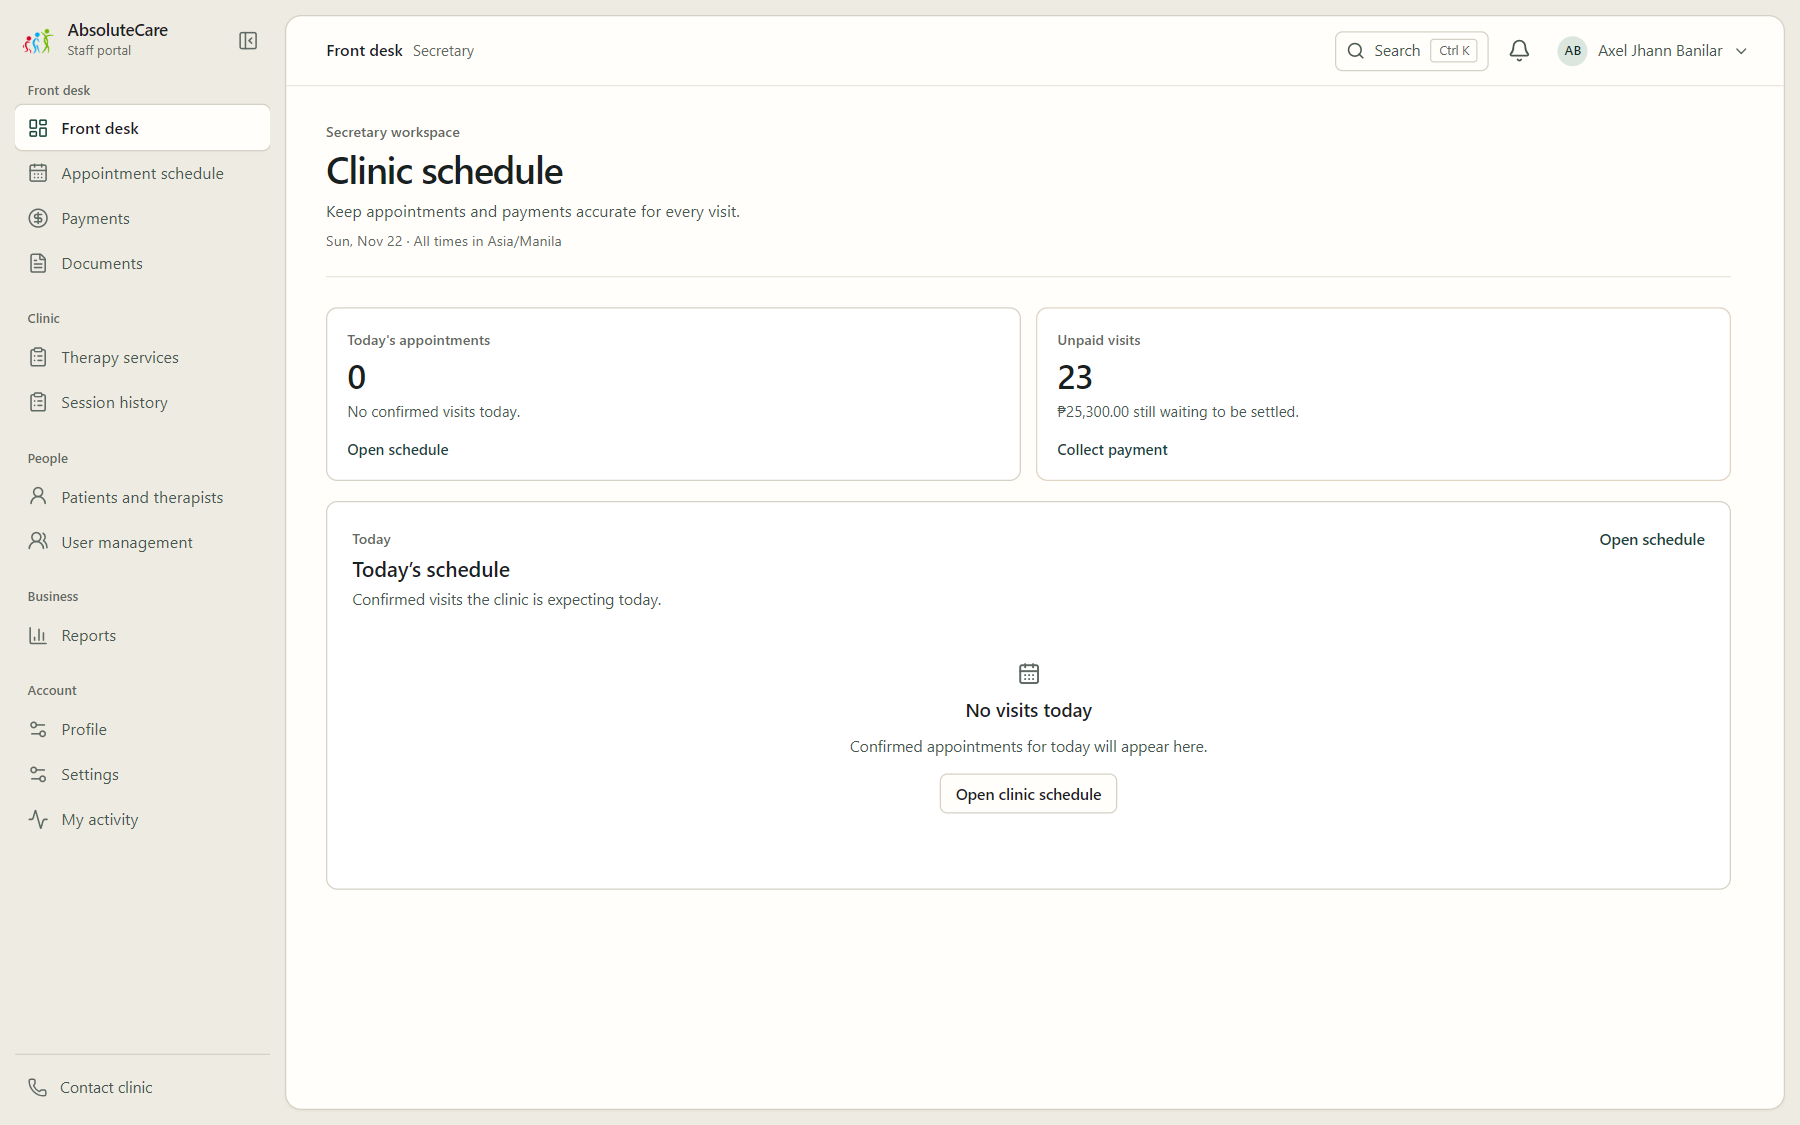 AbsoluteCare
Staff portal
Front desk
Front desk
Appointment schedule
Payments
Documents
Clinic
Therapy services
Session history
People
Patients and therapists
User management
Business
Reports
Account
Profile
Settings
My activity
Contact clinic
Front desk Secretary
Search Ctrl K
AB Axel Jhann Banilar
Secretary workspace
Clinic schedule
Keep appointments and payments accurate for every visit.
Sun, Nov 22 · All times in Asia/Manila
Today's appointments
0
No confirmed visits today.
Open schedule
Unpaid visits
23
₱25,300.00 still waiting to be settled.
Collect payment
Today
Open schedule
Today’s schedule
Confirmed visits the clinic is expecting today.
No visits today
Confirmed appointments for today will appear here.
Open clinic schedule